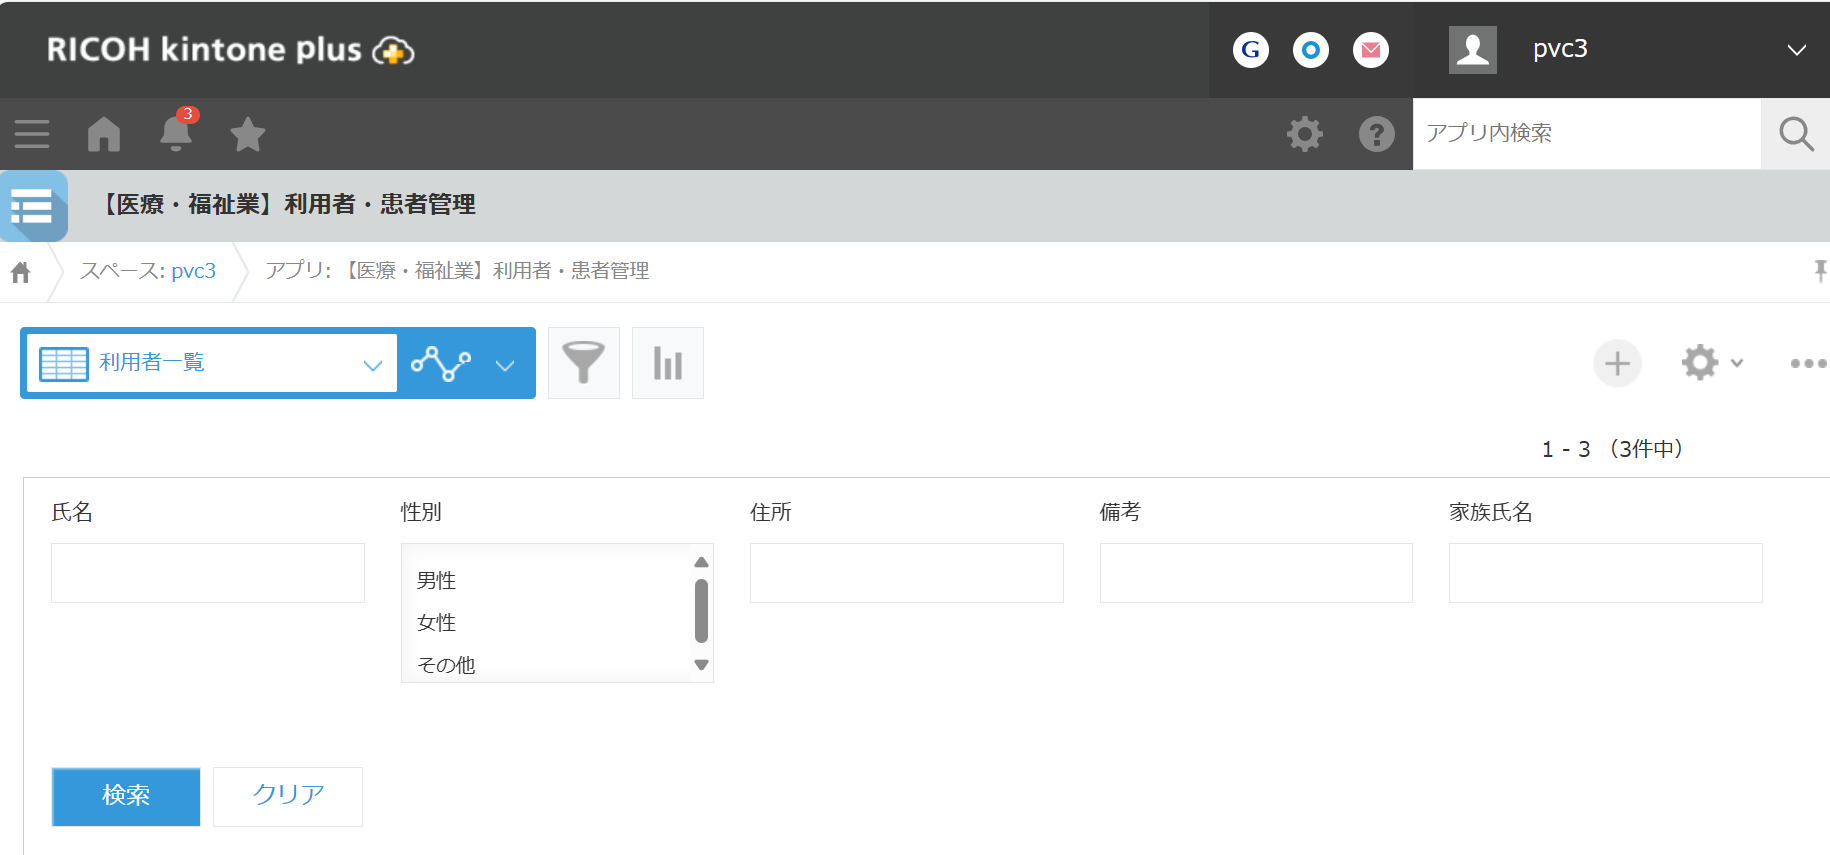 RICOH kintone plus
G
pvc3
3
アプリ内検索
【医療・福祉業】利用者・患者管理
スペース: pvc3
アプリ: 【医療・福祉業】利用者・患者管理
利用者一覧
1 - 3 （3件中）
氏名
性別
住所
備考
家族氏名
男性
女性
その他
検索
クリア